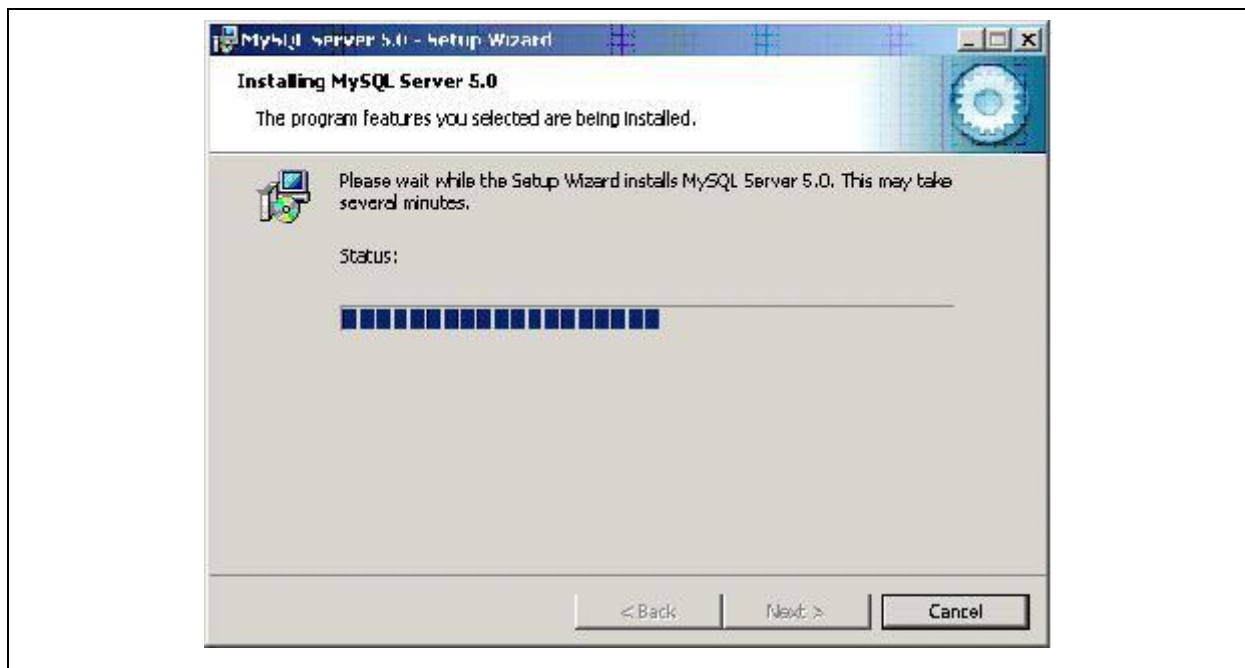 MySQL Server 5.0 - Setup Wizard
Installing MySQL Server 5.0
The program features you selected are being installed.
Please wait while the Setup Wizard installs MySQL Server 5.0. This may take
several minutes.
Status:
< Back Next > Cancel